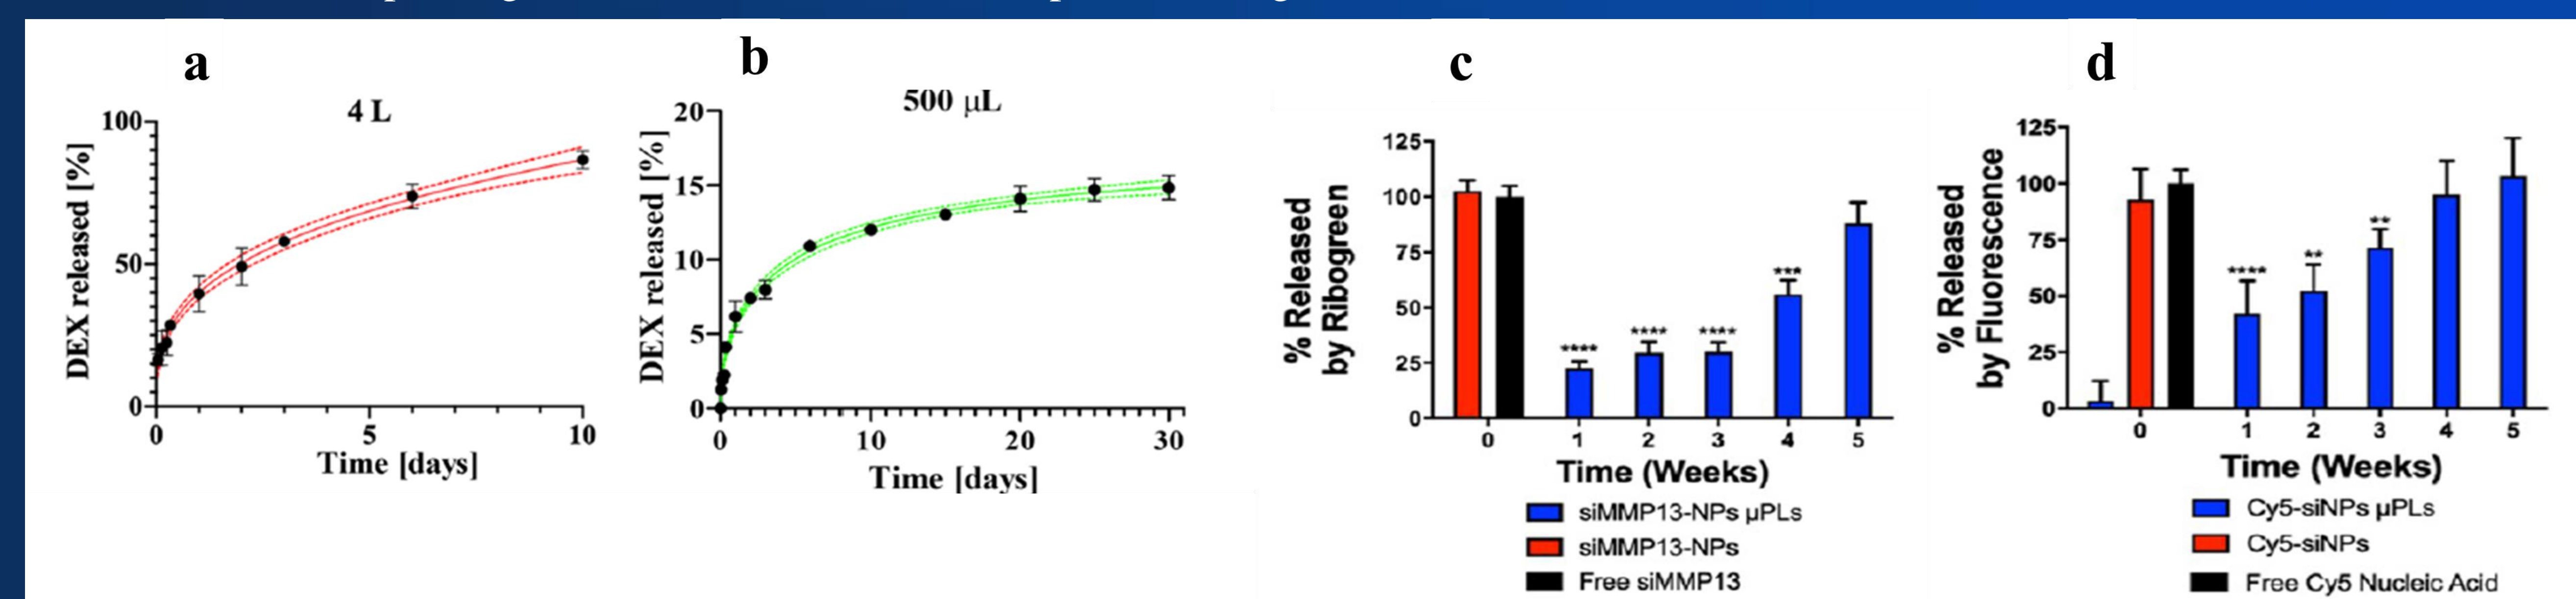 a
4 L
DEX released [%]
100
50
0
0 5 10
Time [days]
b
500 µL
DEX released [%]
20
15
10
5
0
0 10 20 30
Time [days]
c
% Released
by Ribogreen
125
100
75
50
25
0
****
****
****
***
0 1 2 3 4 5
Time (Weeks)
siMMP13-NPs µPLs
siMMP13-NPs
Free siMMP13
d
% Released
by Fluorescence
125
100
75
50
25
0
****
**
**
0 1 2 3 4 5
Time (Weeks)
Cy5-siNPs µPLs
Cy5-siNPs
Free Cy5 Nucleic Acid